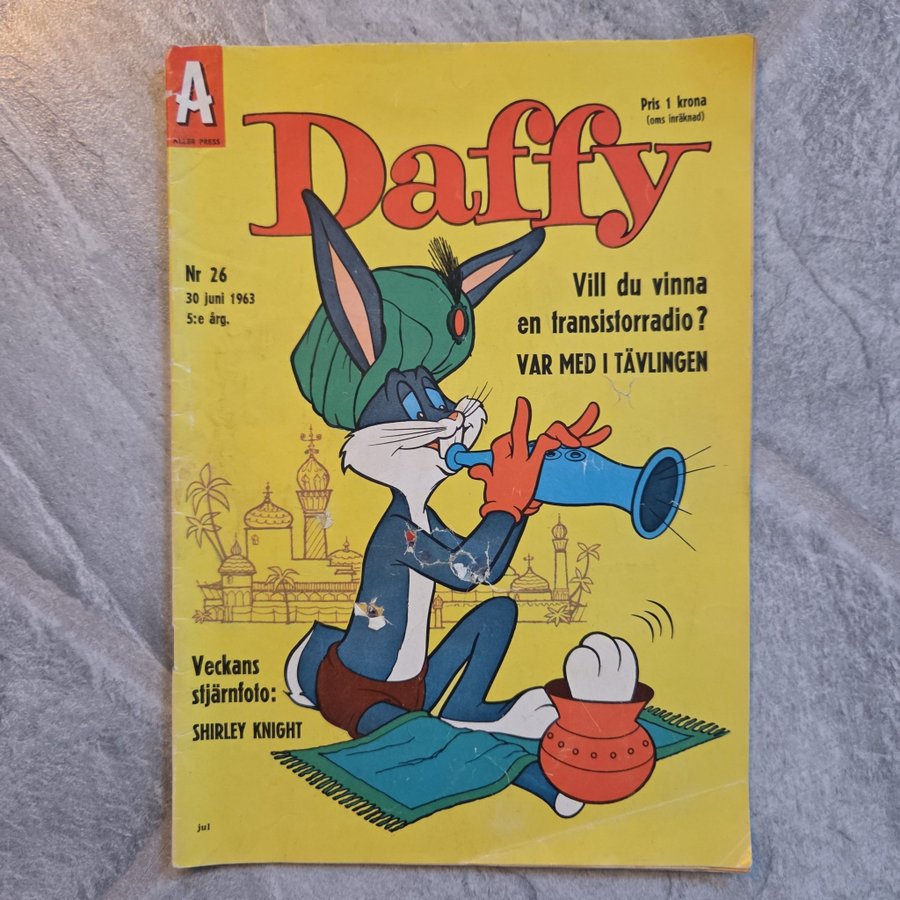 A
ALLER PRESS
Daffy
Pris 1 krona
(oms inräknad)
Nr 26
30 juni 1963
5:e årg.
Vill du vinna
en transistorradio?
VAR MED I TÄVLINGEN
Veckans
stjärnfoto:
SHIRLEY KNIGHT
jul